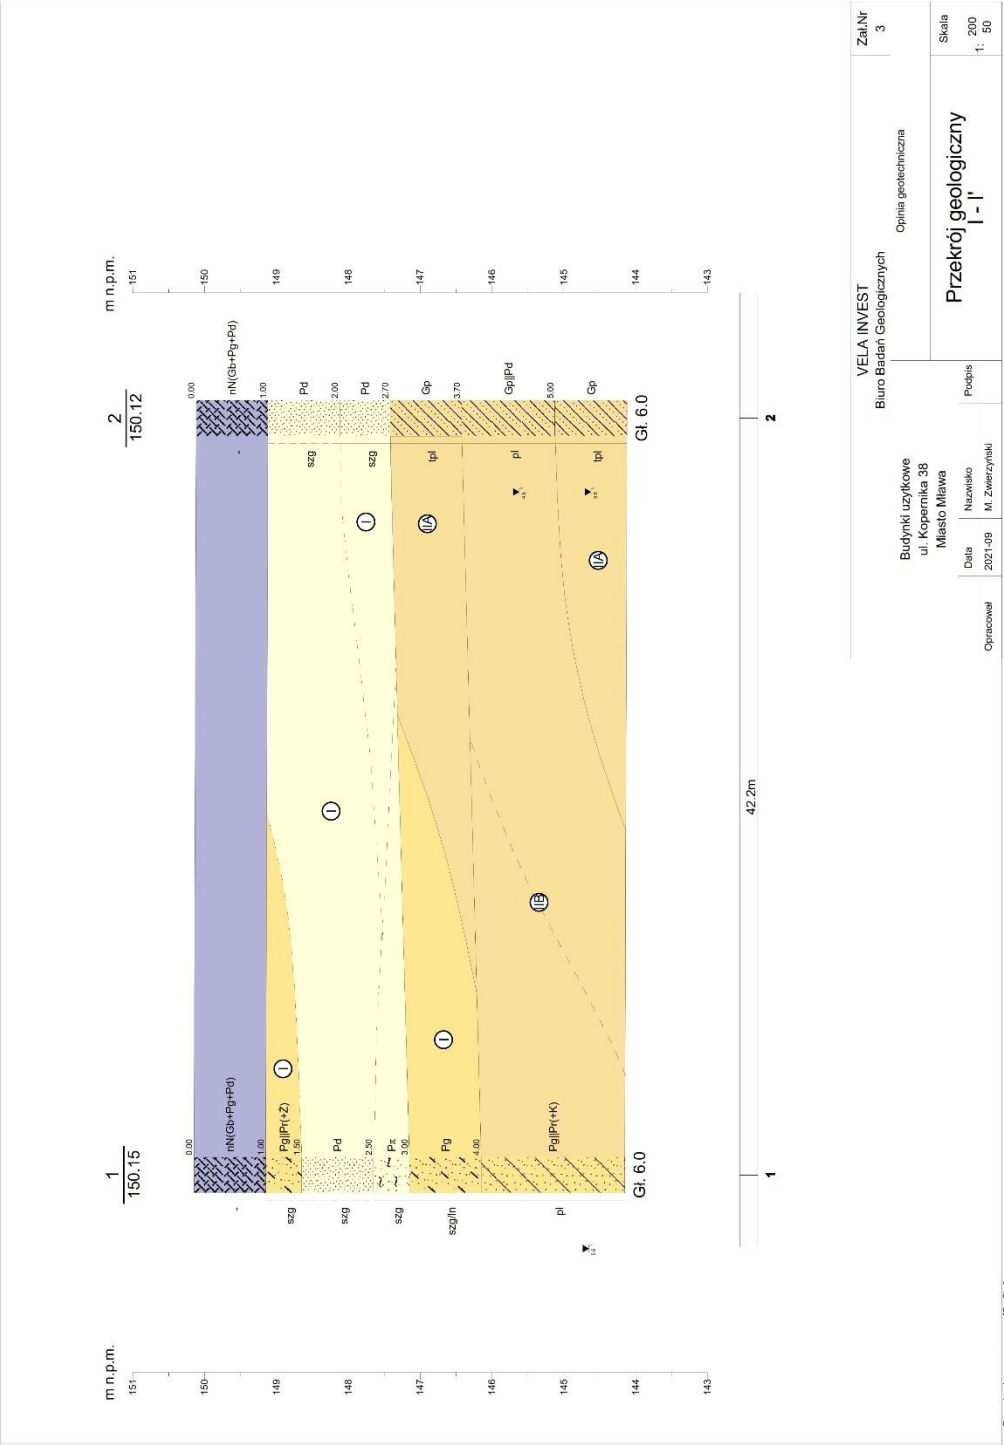 m n.p.m.
151
150
149
148
147
146
145
144
143
m n.p.m.
151
150
149
148
147
146
145
144
143
1
150.15
0.00
nN(Gb+Pg+Pd)
1.00
Pg||Pr(+Ż)
1.50
Pd
2.50
Pπ
3.00
Pg
4.00
Pg||Pr(+K)
Gł. 6.0
-
szg
szg
szg
szg/ln
pl
I
I
I
I
IIA
IIA
IIB
2
150.12
0.00
nN(Gb+Pg+Pd)
1.00
Pd
2.00
Pd
2.70
Gp
3.70
Gp||Pd
5.00
Gp
Gł. 6.0
-
szg
szg
tpl
pl
tpl
1
42.2m
2
VELA INVEST
Biuro Badań Geologicznych
Zał.Nr
3
Budynki uzytkowe
ul. Kopernika 38
Miasto Mława
Opinia geotechniczna
Data
Nazwisko
Podpis
Opracował
2021-09
M. Zwierzyński
Przekrój geologiczny
I - I'
Skala
1: 200
50